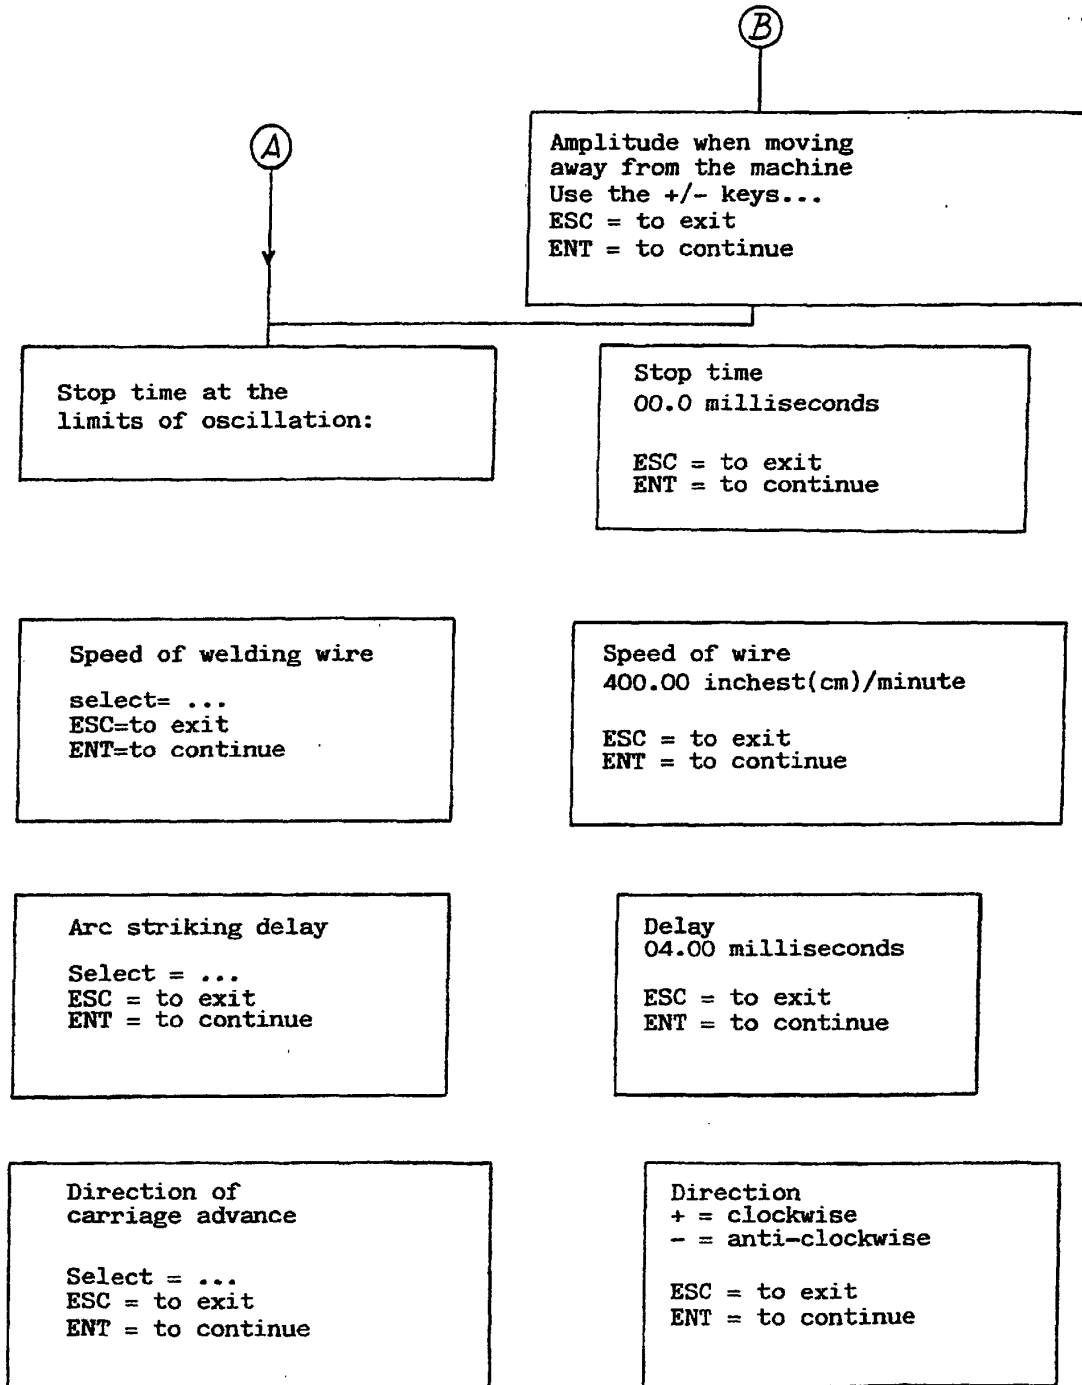 B
A
Amplitude when moving
away from the machine
Use the +/- keys...
ESC = to exit
ENT = to continue
Stop time at the
limits of oscillation:
Stop time
00.0 milliseconds
ESC = to exit
ENT = to continue
Speed of welding wire
select= ...
ESC=to exit
ENT=to continue
Speed of wire
400.00 inchest(cm)/minute
ESC = to exit
ENT = to continue
Arc striking delay
Select = ...
ESC = to exit
ENT = to continue
Delay
04.00 milliseconds
ESC = to exit
ENT = to continue
Direction of
carriage advance
Select = ...
ESC = to exit
ENT = to continue
Direction
+ = clockwise
- = anti-clockwise
ESC = to exit
ENT = to continue